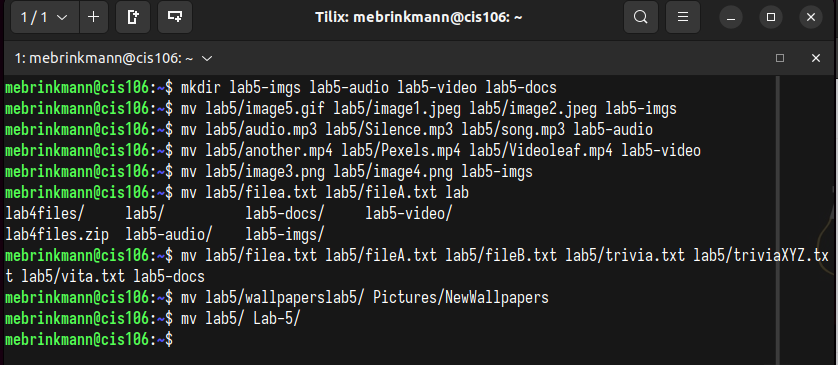 1 / 1
Tilix: mebrinkmann@cis106: ~
1: mebrinkmann@cis106: ~
mebrinkmann@cis106:~$ mkdir lab5-imgs lab5-audio lab5-video lab5-docs
mebrinkmann@cis106:~$ mv lab5/image5.gif lab5/image1.jpeg lab5/image2.jpeg lab5-imgs
mebrinkmann@cis106:~$ mv lab5/audio.mp3 lab5/Silence.mp3 lab5/song.mp3 lab5-audio
mebrinkmann@cis106:~$ mv lab5/another.mp4 lab5/Pexels.mp4 lab5/Videoleaf.mp4 lab5-video
mebrinkmann@cis106:~$ mv lab5/image3.png lab5/image4.png lab5-imgs
mebrinkmann@cis106:~$ mv lab5/filea.txt lab5/fileA.txt lab
lab4files/ lab5/ lab5-docs/ lab5-video/
lab4files.zip lab5-audio/ lab5-imgs/
mebrinkmann@cis106:~$ mv lab5/filea.txt lab5/fileA.txt lab5/fileB.txt lab5/trivia.txt lab5/triviaXYZ.tx
t lab5/vita.txt lab5-docs
mebrinkmann@cis106:~$ mv lab5/wallpaperslab5/ Pictures/NewWallpapers
mebrinkmann@cis106:~$ mv lab5/ Lab-5/
mebrinkmann@cis106:~$